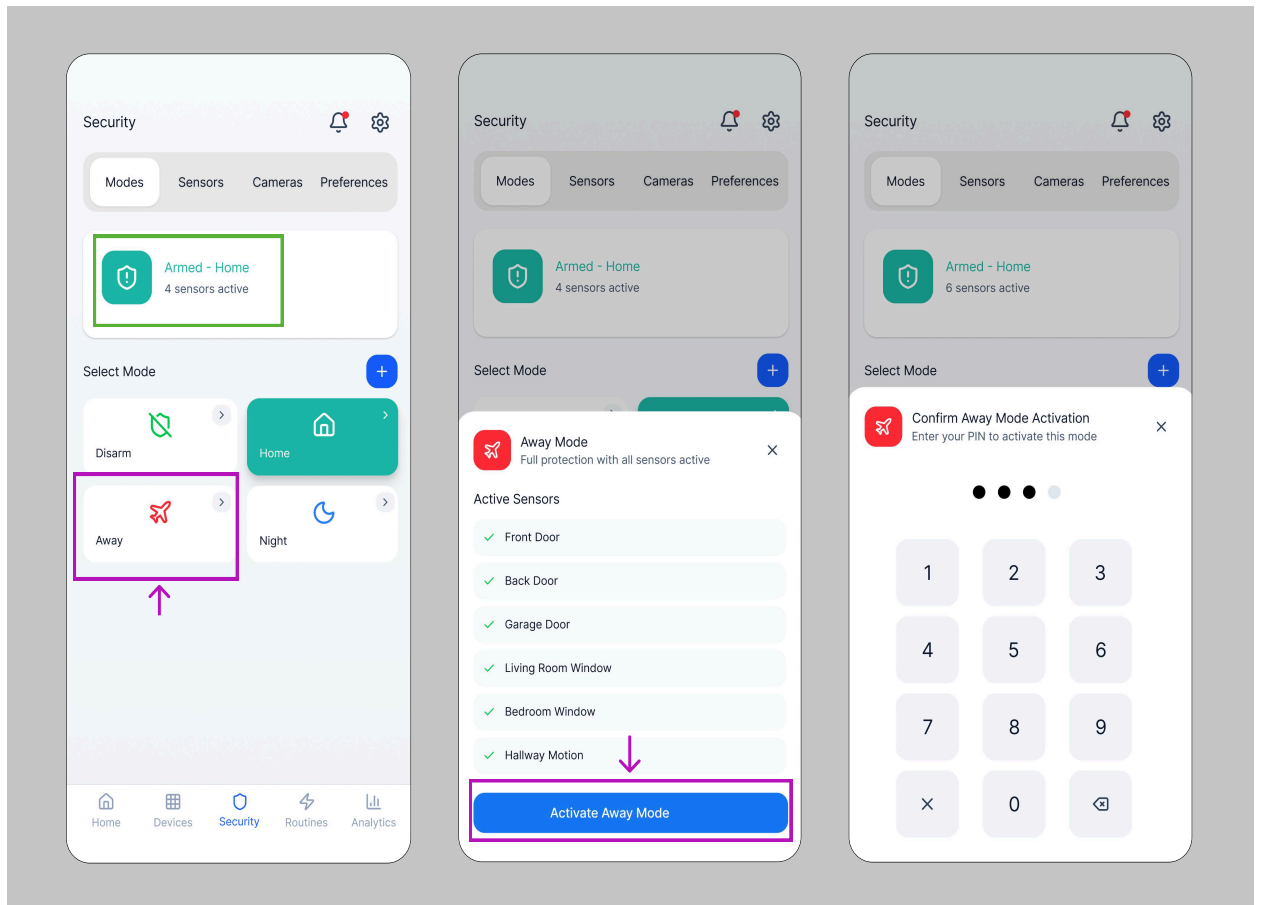 Security
Modes Sensors Cameras Preferences
Armed - Home
4 sensors active
Select Mode
+
Disarm
Home
Away
Night
Home Devices Security Routines Analytics
Security
Modes Sensors Cameras Preferences
Armed - Home
4 sensors active
Select Mode
+
Away Mode
Full protection with all sensors active
Active Sensors
Front Door
Back Door
Garage Door
Living Room Window
Bedroom Window
Hallway Motion
Activate Away Mode
Security
Modes Sensors Cameras Preferences
Armed - Home
6 sensors active
Select Mode
+
Confirm Away Mode Activation
Enter your PIN to activate this mode
1 2 3
4 5 6
7 8 9
0